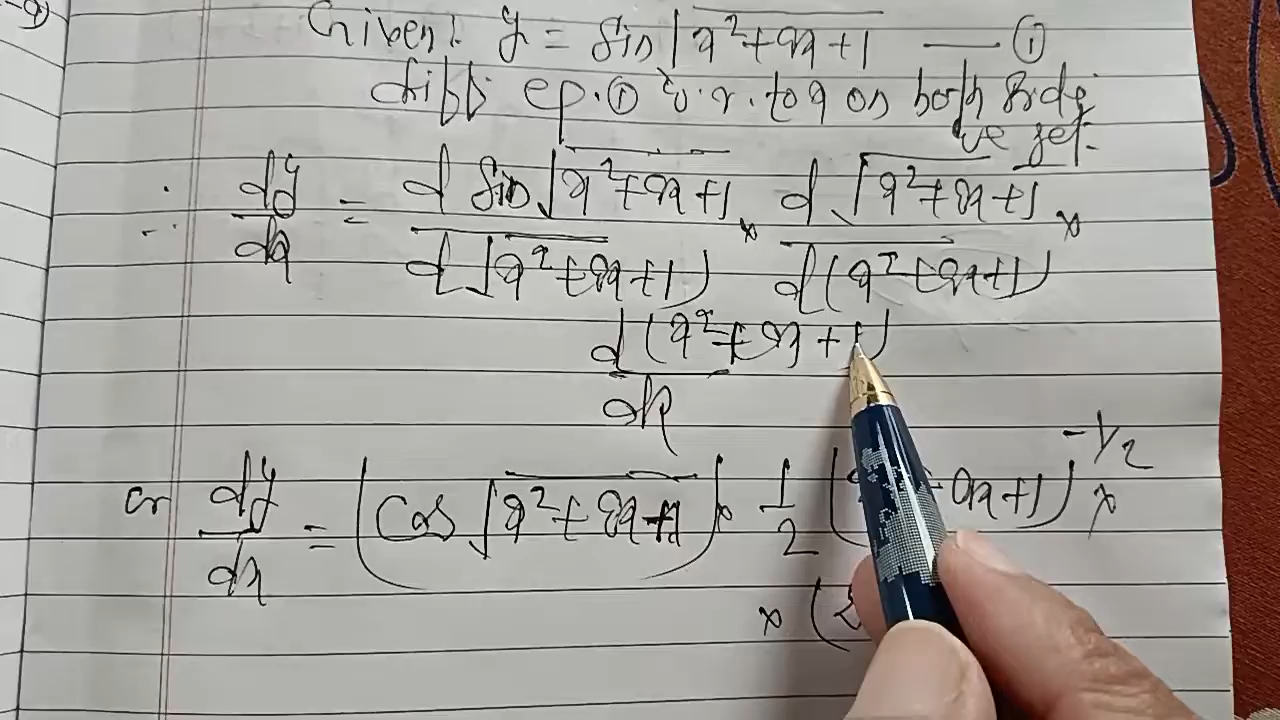 Given: y = Sin√x²+ax+1 —— ①
diff. eq.① w.r.to x on both side
we get.
∴ dy/dx = d Sin√x²+ax+1 / d(√x²+ax+1) × d√x²+ax+1 / d(x²+ax+1) ×
d(x²+ax+1) / dx
or dy/dx = (Cos√x²+ax+1) × 1/2 ( +ax+1)^-1/2 ×
× (2